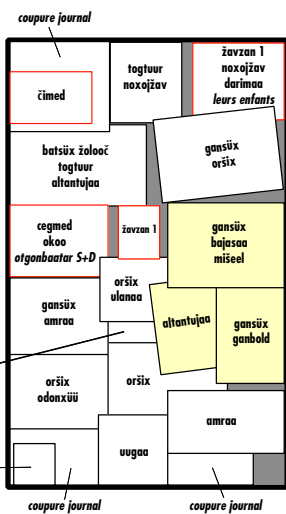 coupure journal
čimed
togtuur
noxojžav
žavzan 1
noxojžav
darimaa
leurs enfants
batsüx žolooč
togtuur
altantujaa
gansüx
oršix
cegmed
okoo
otgonbaatar S+D
žavzan 1
gansüx
bajasaa
mišeel
oršix
ulanaa
gansüx
amraa
altantujaa
gansüx
ganbold
oršix
odonxüü
oršix
amraa
uugaa
coupure journal
coupure journal